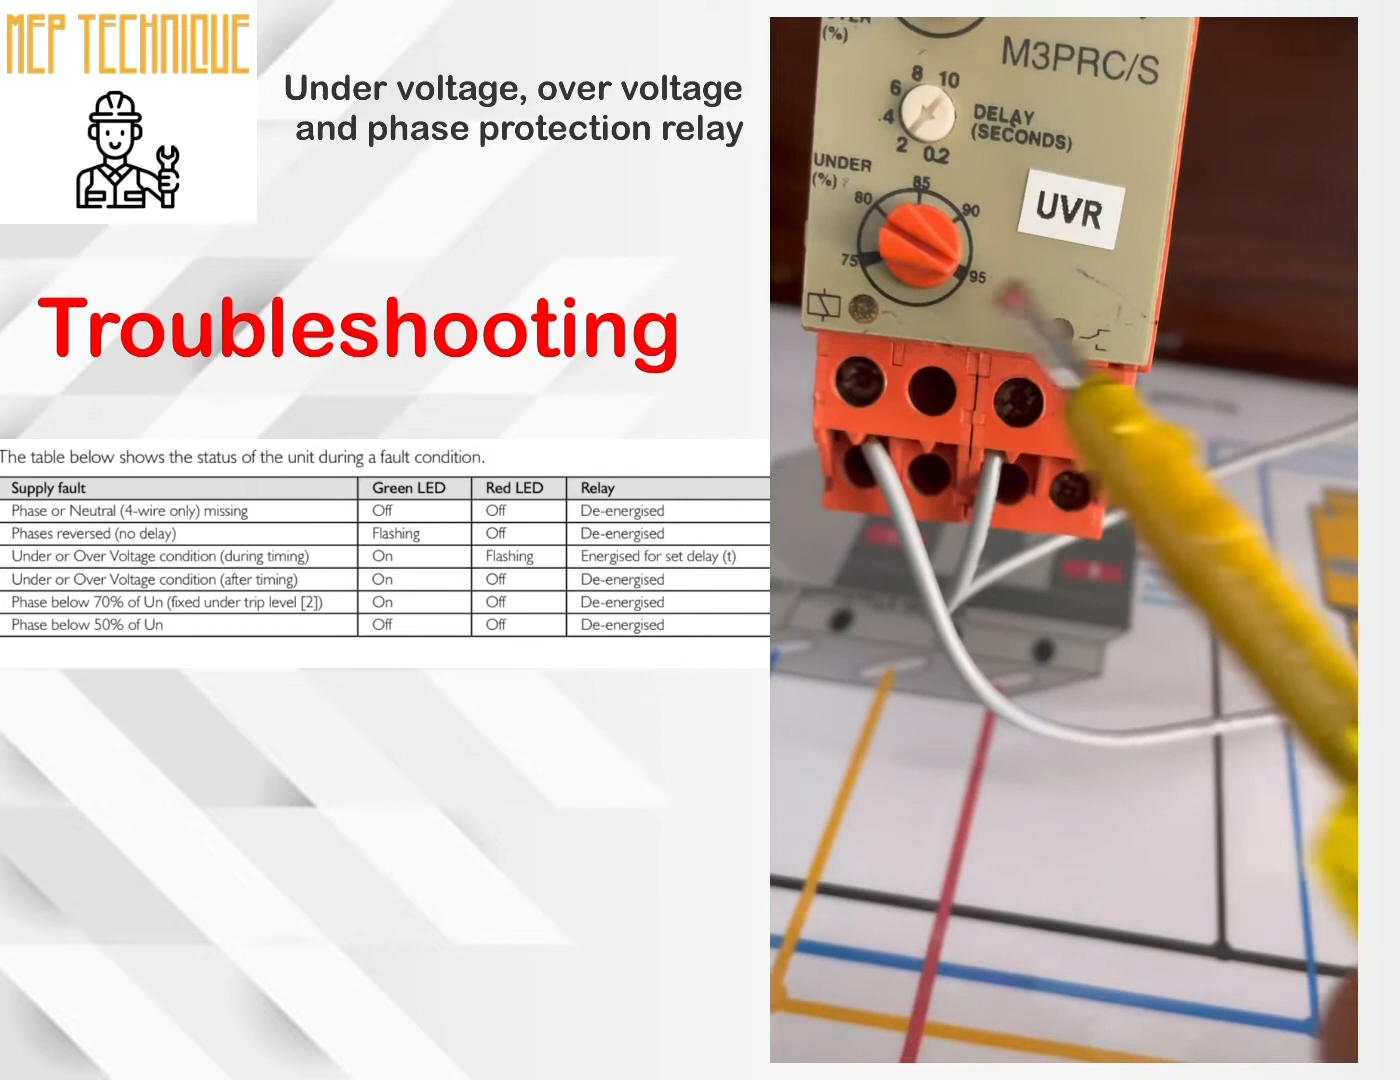 MEP TECHNIQUE
Under voltage, over voltage
and phase protection relay
Troubleshooting
The table below shows the status of the unit during a fault condition.
Supply fault Green LED Red LED Relay
Phase or Neutral (4-wire only) missing Off Off De-energised
Phases reversed (no delay) Flashing Off De-energised
Under or Over Voltage condition (during timing) On Flashing Energised for set delay (t)
Under or Over Voltage condition (after timing) On Off De-energised
Phase below 70% of Un (fixed under trip level [2]) On Off De-energised
Phase below 50% of Un Off Off De-energised
(%)
M3PRC/S
8 10
6
4
2 0.2
DELAY
(SECONDS)
UNDER
(%)
85
80 90
75 95
UVR